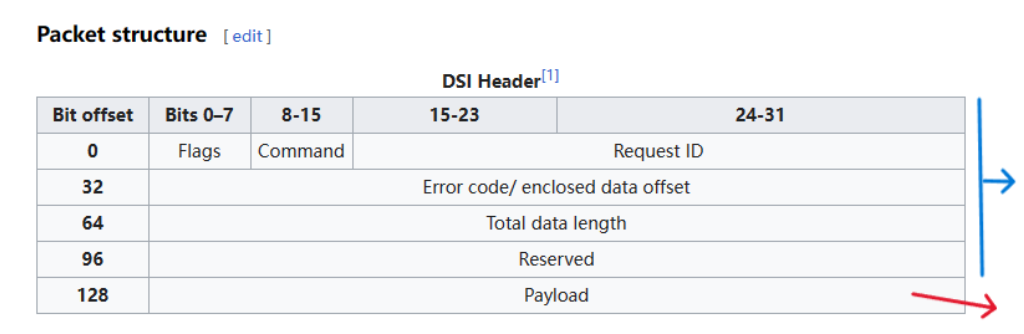 Packet structure [ edit ]
DSI Header[1]
Bit offset Bits 0–7 8-15 15-23 24-31
0 Flags Command Request ID
32 Error code/ enclosed data offset
64 Total data length
96 Reserved
128 Payload